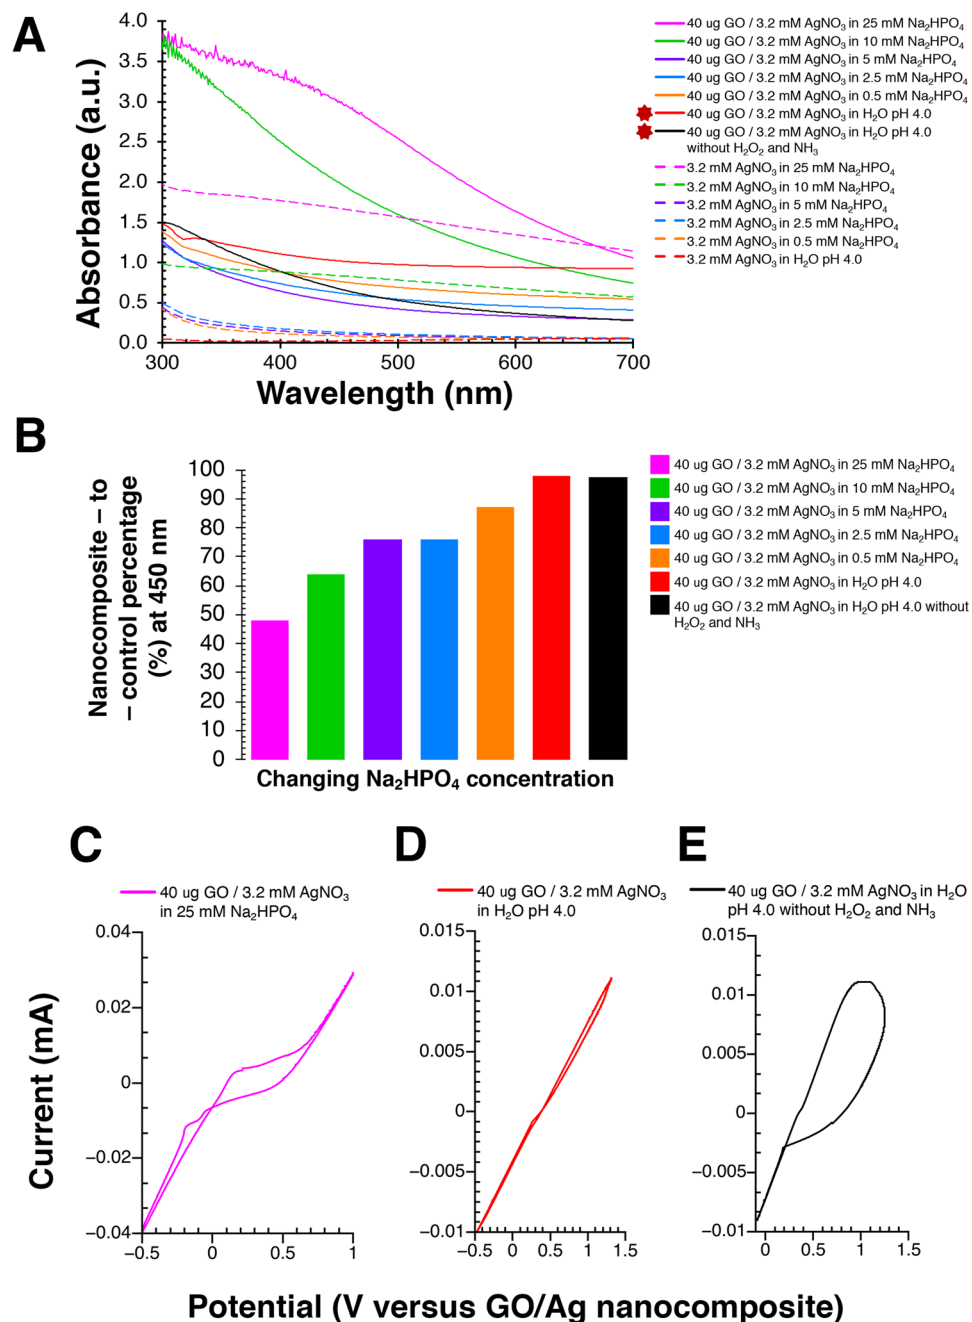 A
Absorbance (a.u.)
4.0
3.5
3.0
2.5
2.0
1.5
1.0
0.5
0.0
300 400 500 600 700
Wavelength (nm)
40 ug GO / 3.2 mM AgNO₃ in 25 mM Na₂HPO₄
40 ug GO / 3.2 mM AgNO₃ in 10 mM Na₂HPO₄
40 ug GO / 3.2 mM AgNO₃ in 5 mM Na₂HPO₄
40 ug GO / 3.2 mM AgNO₃ in 2.5 mM Na₂HPO₄
40 ug GO / 3.2 mM AgNO₃ in 0.5 mM Na₂HPO₄
40 ug GO / 3.2 mM AgNO₃ in H₂O pH 4.0
40 ug GO / 3.2 mM AgNO₃ in H₂O pH 4.0
without H₂O₂ and NH₃
3.2 mM AgNO₃ in 25 mM Na₂HPO₄
3.2 mM AgNO₃ in 10 mM Na₂HPO₄
3.2 mM AgNO₃ in 5 mM Na₂HPO₄
3.2 mM AgNO₃ in 2.5 mM Na₂HPO₄
3.2 mM AgNO₃ in 0.5 mM Na₂HPO₄
3.2 mM AgNO₃ in H₂O pH 4.0
B
Nanocomposite – to
– control percentage
(%) at 450 nm
100
90
80
70
60
50
40
30
20
10
0
Changing Na₂HPO₄ concentration
40 ug GO / 3.2 mM AgNO₃ in 25 mM Na₂HPO₄
40 ug GO / 3.2 mM AgNO₃ in 10 mM Na₂HPO₄
40 ug GO / 3.2 mM AgNO₃ in 5 mM Na₂HPO₄
40 ug GO / 3.2 mM AgNO₃ in 2.5 mM Na₂HPO₄
40 ug GO / 3.2 mM AgNO₃ in 0.5 mM Na₂HPO₄
40 ug GO / 3.2 mM AgNO₃ in H₂O pH 4.0
40 ug GO / 3.2 mM AgNO₃ in H₂O pH 4.0 without
H₂O₂ and NH₃
C
40 ug GO / 3.2 mM AgNO₃
in 25 mM Na₂HPO₄
Current (mA)
0.04
0.02
0
−0.02
−0.04
−0.5 0 0.5 1
D
40 ug GO / 3.2 mM AgNO₃
in H₂O pH 4.0
0.015
0.01
0.005
0
−0.005
−0.01
−0.5 0 0.5 1 1.5
E
40 ug GO / 3.2 mM AgNO₃ in H₂O
pH 4.0 without H₂O₂ and NH₃
0.015
0.01
0.005
0
−0.005
−0.01
0 0.5 1 1.5
Potential (V versus GO/Ag nanocomposite)